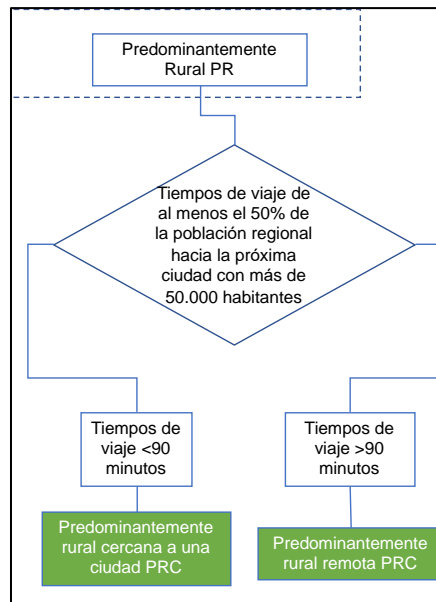 Predominantemente
Rural PR
Tiempos de viaje de
al menos el 50% de
la población regional
hacia la próxima
ciudad con más de
50.000 habitantes
Tiempos de
viaje <90
minutos
Tiempos de
viaje >90
minutos
Predominantemente
rural cercana a una
ciudad PRC
Predominantemente
rural remota PRC